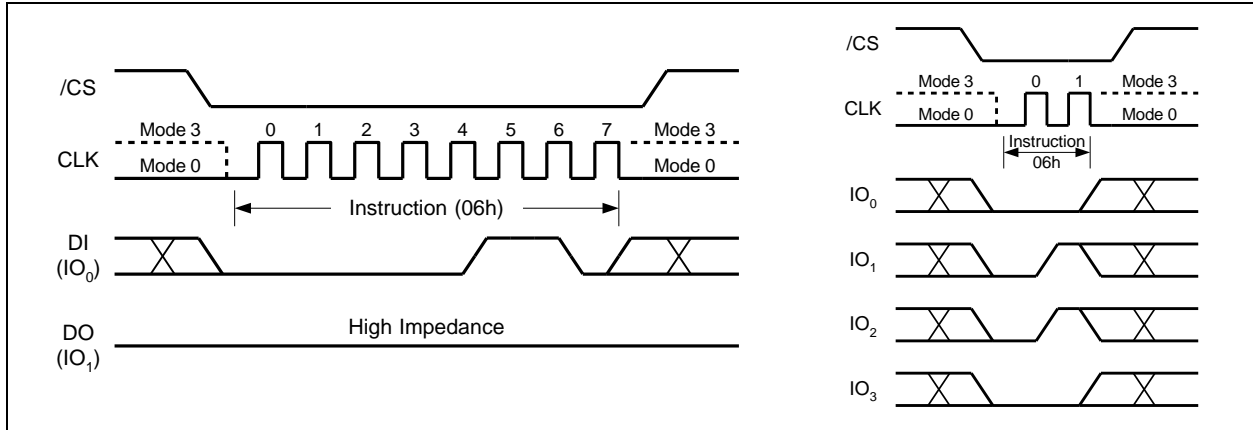 /CS
Mode 3 0 1 2 3 4 5 6 7 Mode 3
CLK
Mode 0 Mode 0
Instruction (06h)
DI
(IO0)
High Impedance
DO
(IO1)
/CS
Mode 3 0 1 Mode 3
CLK
Mode 0 Mode 0
Instruction
06h
IO0
IO1
IO2
IO3